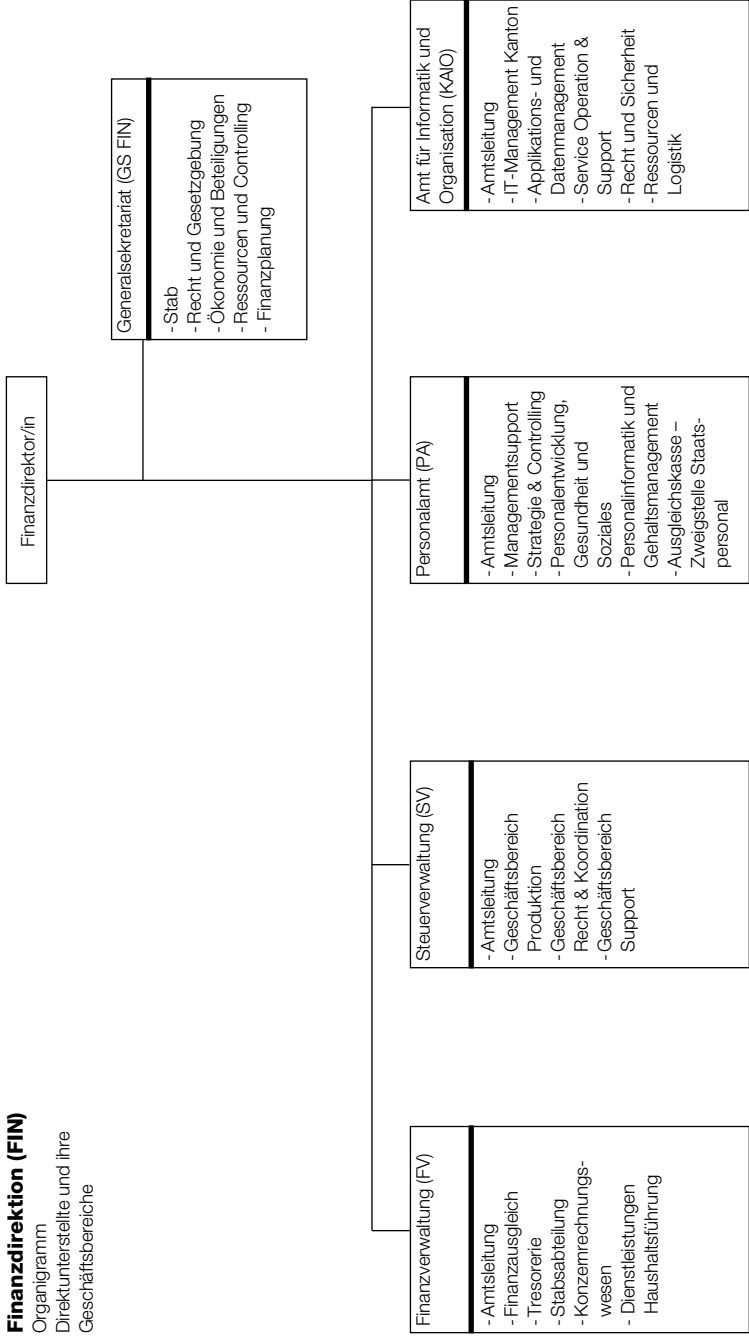 Finanzdirektion (FIN)
Organigramm
Direktunterstellte und ihre
Geschäftsbereiche
Finanzdirektor/in
Generalsekretariat (GS FIN)
- Stab
- Recht und Gesetzgebung
- Ökonomie und Beteiligungen
- Ressourcen und Controlling
- Finanzplanung
Finanzverwaltung (FV)
- Amtsleitung
- Finanzausgleich
- Tresorerie
- Stabsabteilung
- Konzernrechnungs-
wesen
- Dienstleistungen
Haushaltsführung
Steuerverwaltung (SV)
- Amtsleitung
- Geschäftsbereich
Produktion
- Geschäftsbereich
Recht & Koordination
- Geschäftsbereich
Support
Personalamt (PA)
- Amtsleitung
- Managementsupport
- Strategie & Controlling
- Personalentwicklung,
Gesundheit und
Soziales
- Personalinformatik und
Gehaltsmanagement
- Ausgleichskasse –
Zweigstelle Staats-
personal
Amt für Informatik und
Organisation (KAIO)
- Amtsleitung
- IT-Management Kanton
- Applikations- und
Datenmanagement
- Service Operation &
Support
- Recht und Sicherheit
- Ressourcen und
Logistik